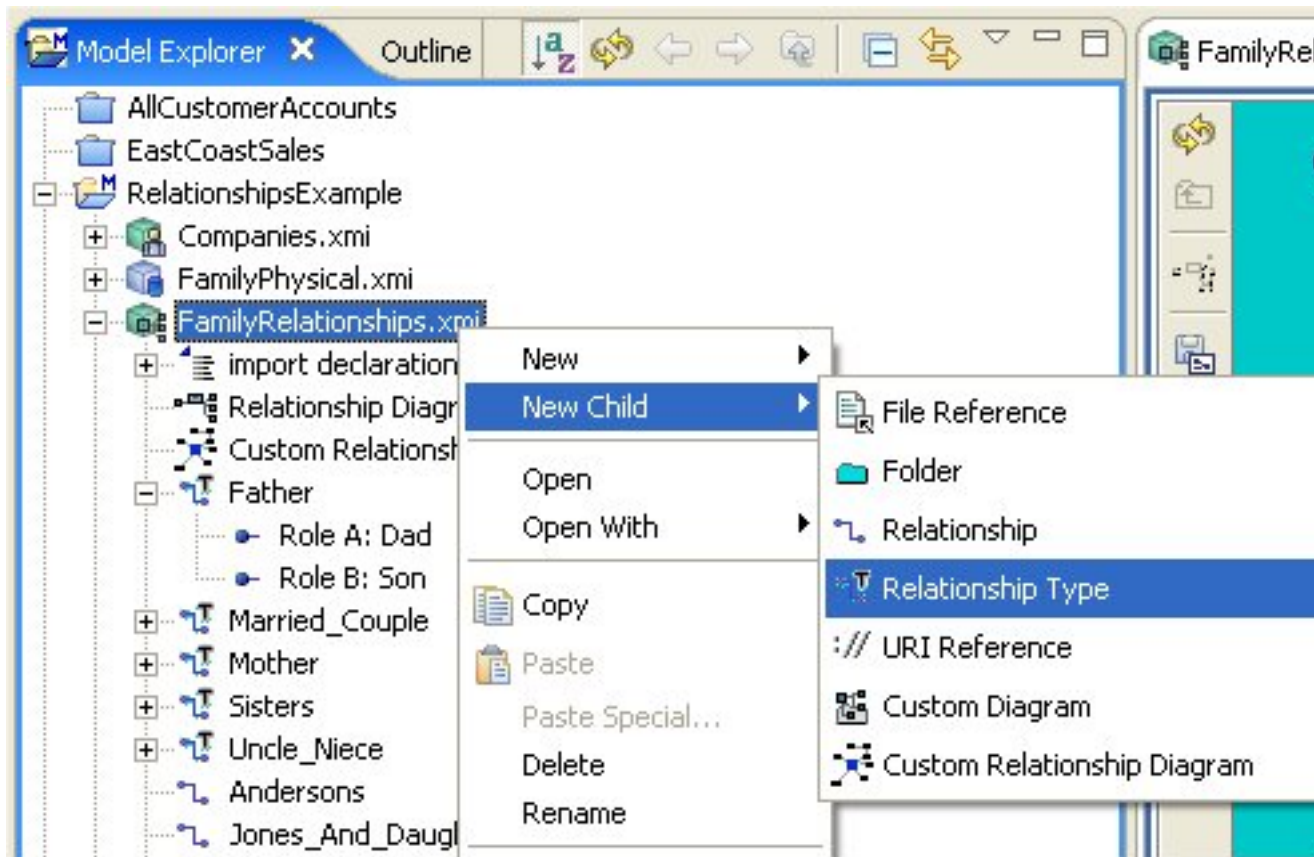 Model Explorer
Outline
FamilyRel
AllCustomerAccounts
EastCoastSales
RelationshipsExample
Companies.xmi
FamilyPhysical.xmi
FamilyRelationships.xmi
import declaration
Relationship Diagr
Custom Relationsh
Father
Role A: Dad
Role B: Son
Married_Couple
Mother
Sisters
Uncle_Niece
Andersons
Jones_And_Daugl
New
New Child
Open
Open With
Copy
Paste
Paste Special...
Delete
Rename
File Reference
Folder
Relationship
Relationship Type
URI Reference
Custom Diagram
Custom Relationship Diagram